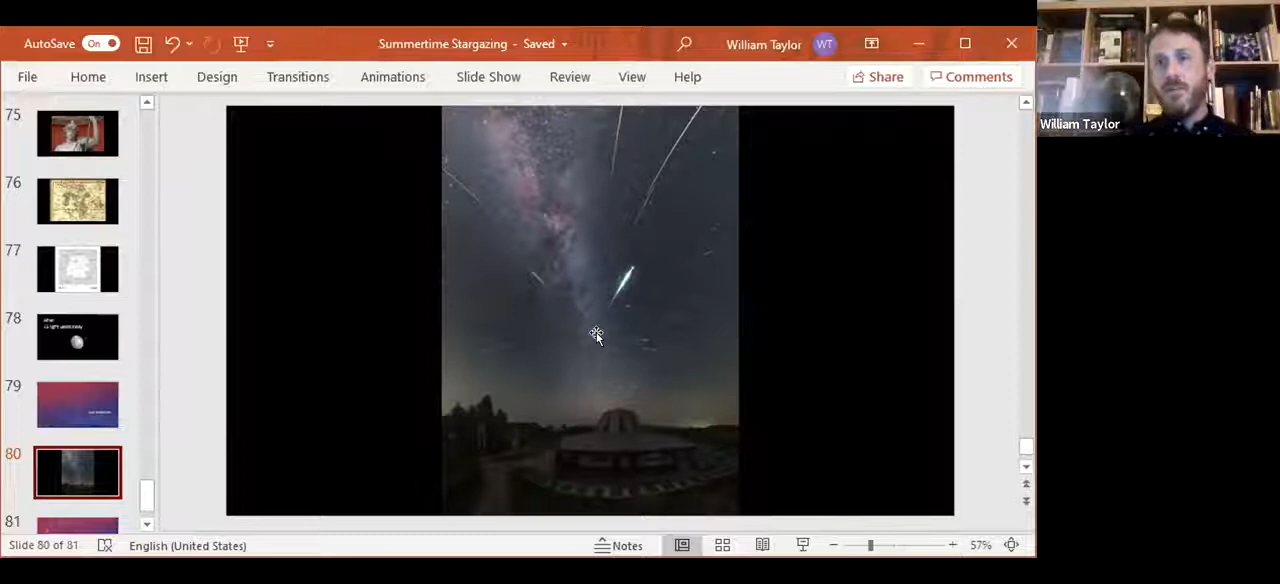 AutoSave On
Summertime Stargazing - Saved
William Taylor WT
File Home Insert Design Transitions Animations Slide Show Review View Help Share Comments
William Taylor
75
76
77
78
79
80
81
Slide 80 of 81 English (United States) Notes 57%